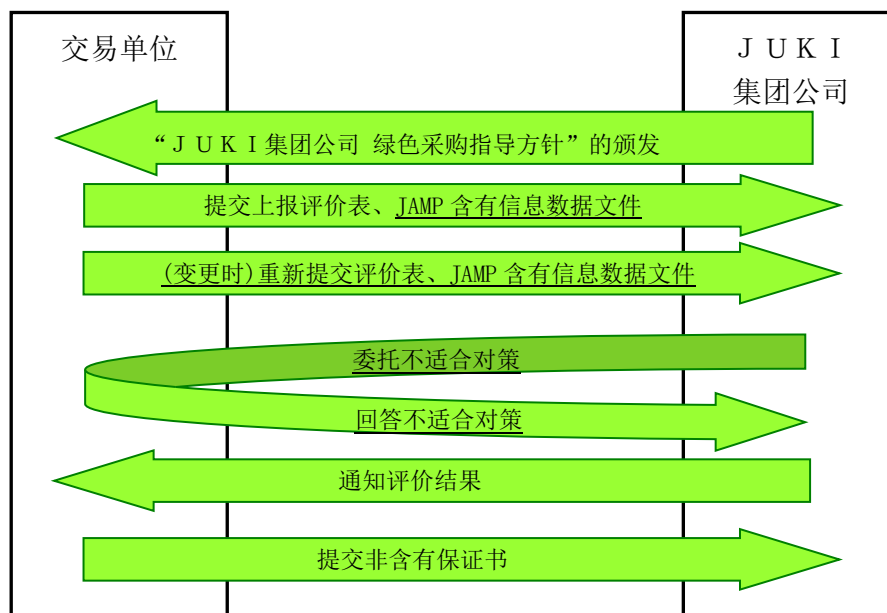 交易单位
ＪＵＫＩ
集团公司
“ＪＵＫＩ集团公司 绿色采购指导方针”的颁发
提交上报评价表、JAMP 含有信息数据文件
(变更时)重新提交评价表、JAMP 含有信息数据文件
委托不适合对策
回答不适合对策
通知评价结果
提交非含有保证书